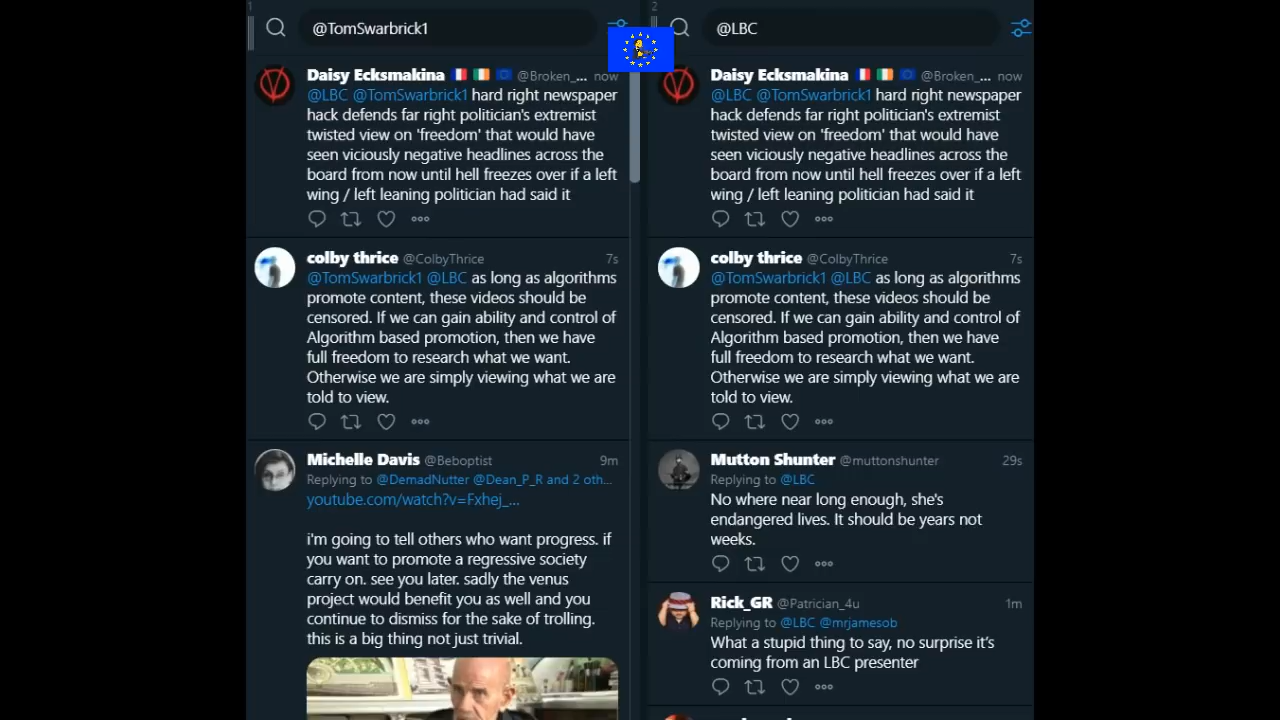 1
@TomSwarbrick1
Daisy Ecksmakina 🇫🇷 🇮🇪 🇪🇺 @Broken_... now
@LBC @TomSwarbrick1 hard right newspaper
hack defends far right politician's extremist
twisted view on 'freedom' that would have
seen viciously negative headlines across the
board from now until hell freezes over if a left
wing / left leaning politician had said it
colby thrice @ColbyThrice 7s
@TomSwarbrick1 @LBC as long as algorithms
promote content, these videos should be
censored. If we can gain ability and control of
Algorithm based promotion, then we have
full freedom to research what we want.
Otherwise we are simply viewing what we are
told to view.
Michelle Davis @Beboptist 9m
Replying to @DemadNutter @Dean_P_R and 2 oth...
youtube.com/watch?v=Fxhej_...
i'm going to tell others who want progress. if
you want to promote a regressive society
carry on. see you later. sadly the venus
project would benefit you as well and you
continue to dismiss for the sake of trolling.
this is a big thing not just trivial.
2
@LBC
Daisy Ecksmakina 🇫🇷 🇮🇪 🇪🇺 @Broken_... now
@LBC @TomSwarbrick1 hard right newspaper
hack defends far right politician's extremist
twisted view on 'freedom' that would have
seen viciously negative headlines across the
board from now until hell freezes over if a left
wing / left leaning politician had said it
colby thrice @ColbyThrice 7s
@TomSwarbrick1 @LBC as long as algorithms
promote content, these videos should be
censored. If we can gain ability and control of
Algorithm based promotion, then we have
full freedom to research what we want.
Otherwise we are simply viewing what we are
told to view.
Mutton Shunter @muttonshunter 29s
Replying to @LBC
No where near long enough, she's
endangered lives. It should be years not
weeks.
Rick_GR @Patrician_4u 1m
Replying to @LBC @mrjamesob
What a stupid thing to say, no surprise it's
coming from an LBC presenter